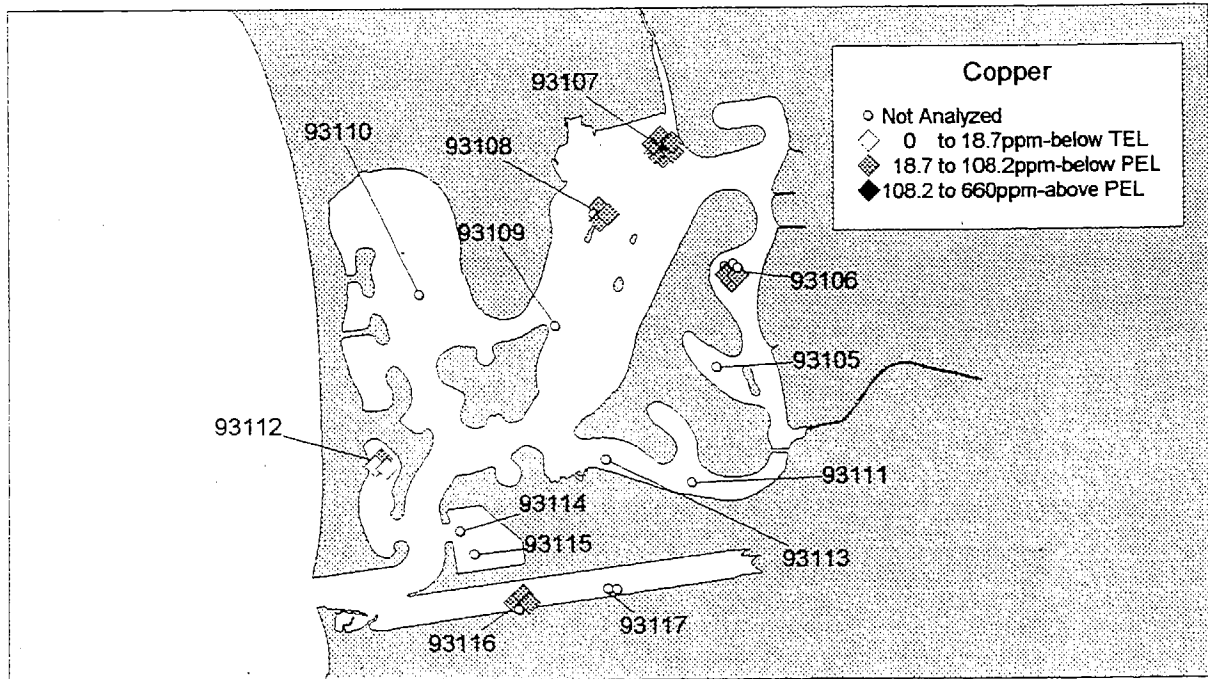 Copper
Not Analyzed
0 to 18.7ppm-below TEL
18.7 to 108.2ppm-below PEL
108.2 to 660ppm-above PEL
93107
93110
93108
93109
93106
93105
93112
93111
93114
93115
93113
93116
93117